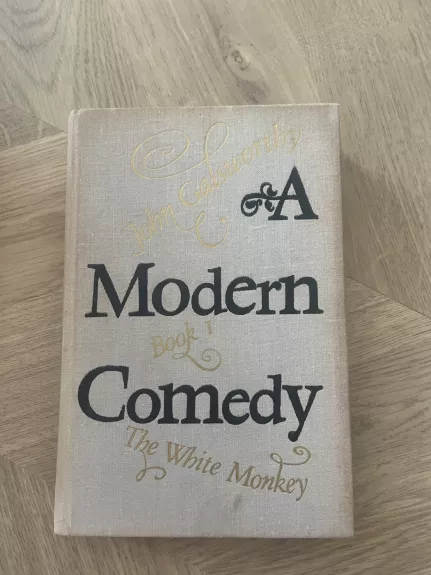 John Galsworthy
A
Modern
Book 1
Comedy
The White Monkey